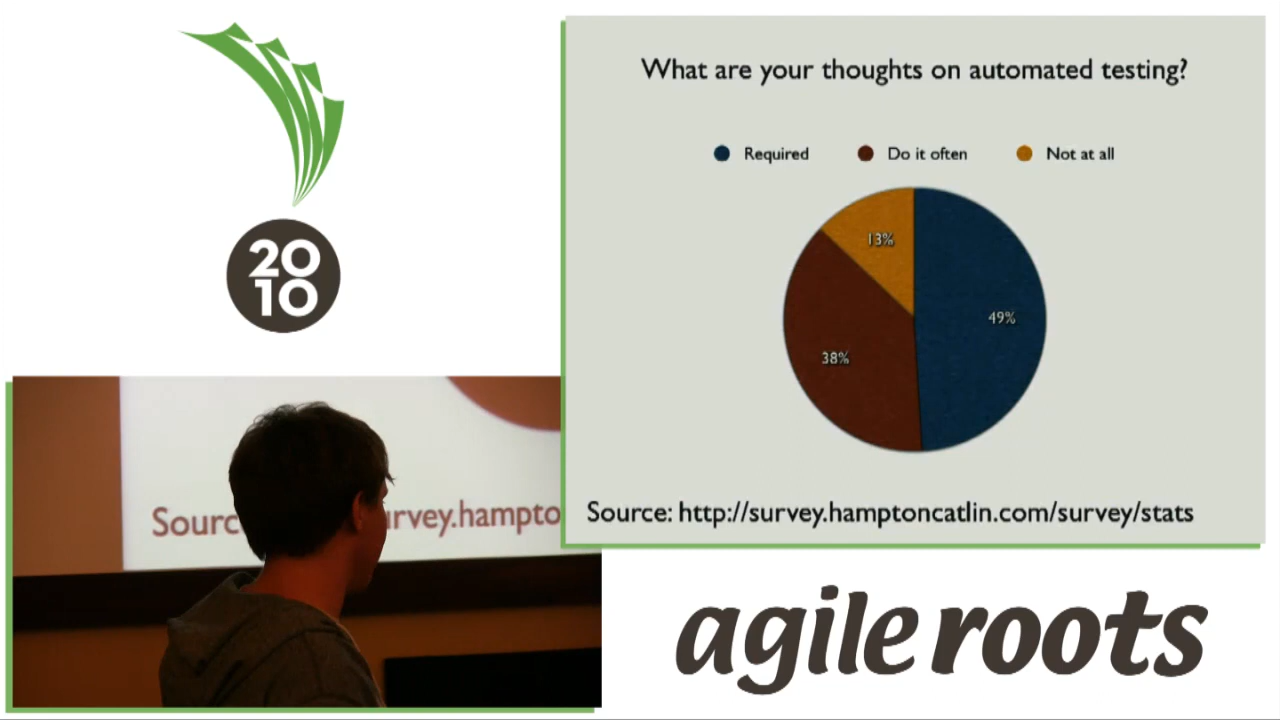 What are your thoughts on automated testing?
Required
Do it often
Not at all
13%
49%
38%
Source: http://survey.hamptoncatlin.com/survey/stats
20
10
Sourc urvey.hampto
agile roots